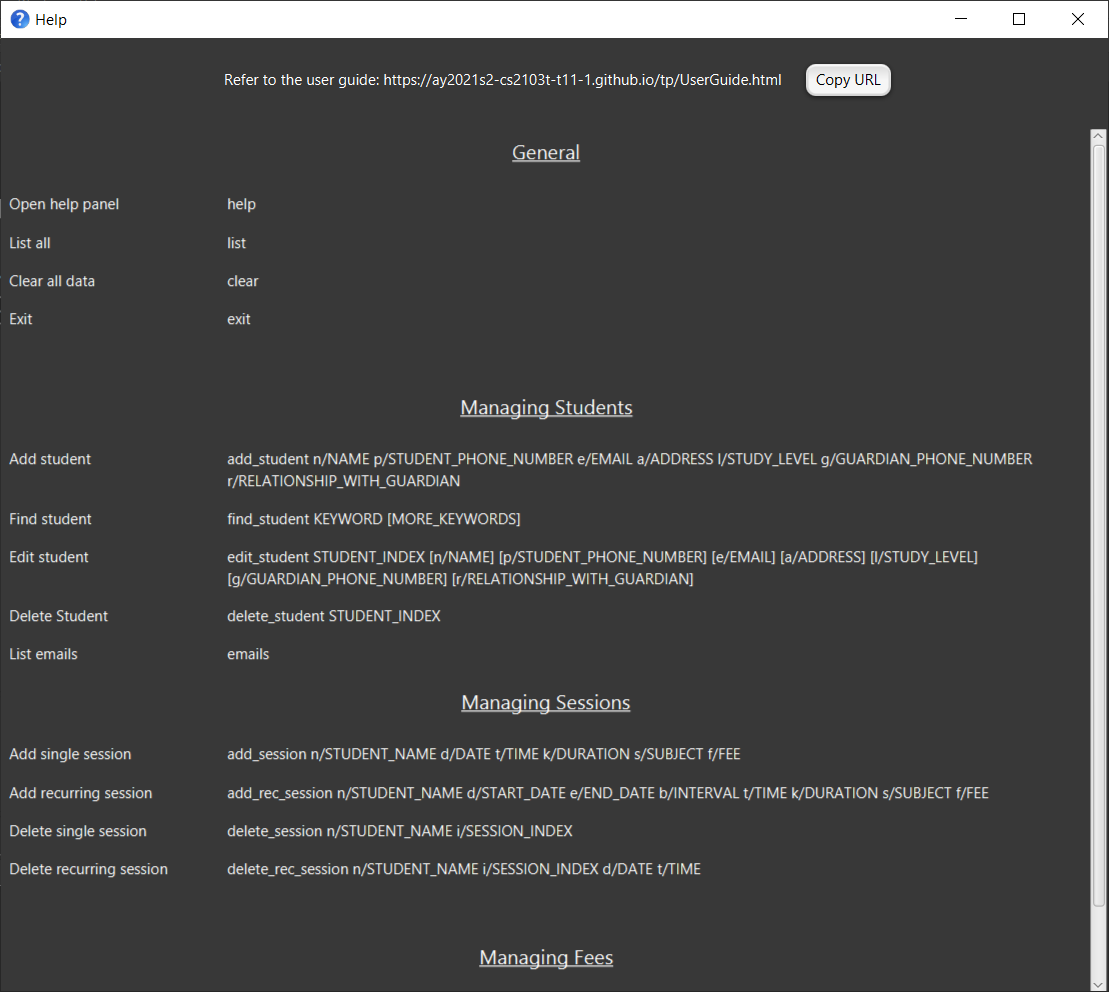 Help
Refer to the user guide: https://ay2021s2-cs2103t-t11-1.github.io/tp/UserGuide.html Copy URL
General
Open help panel help
List all list
Clear all data clear
Exit exit
Managing Students
Add student add_student n/NAME p/STUDENT_PHONE_NUMBER e/EMAIL a/ADDRESS l/STUDY_LEVEL g/GUARDIAN_PHONE_NUMBER
r/RELATIONSHIP_WITH_GUARDIAN
Find student find_student KEYWORD [MORE_KEYWORDS]
Edit student edit_student STUDENT_INDEX [n/NAME] [p/STUDENT_PHONE_NUMBER] [e/EMAIL] [a/ADDRESS] [l/STUDY_LEVEL]
[g/GUARDIAN_PHONE_NUMBER] [r/RELATIONSHIP_WITH_GUARDIAN]
Delete Student delete_student STUDENT_INDEX
List emails emails
Managing Sessions
Add single session add_session n/STUDENT_NAME d/DATE t/TIME k/DURATION s/SUBJECT f/FEE
Add recurring session add_rec_session n/STUDENT_NAME d/START_DATE e/END_DATE b/INTERVAL t/TIME k/DURATION s/SUBJECT f/FEE
Delete single session delete_session n/STUDENT_NAME i/SESSION_INDEX
Delete recurring session delete_rec_session n/STUDENT_NAME i/SESSION_INDEX d/DATE t/TIME
Managing Fees